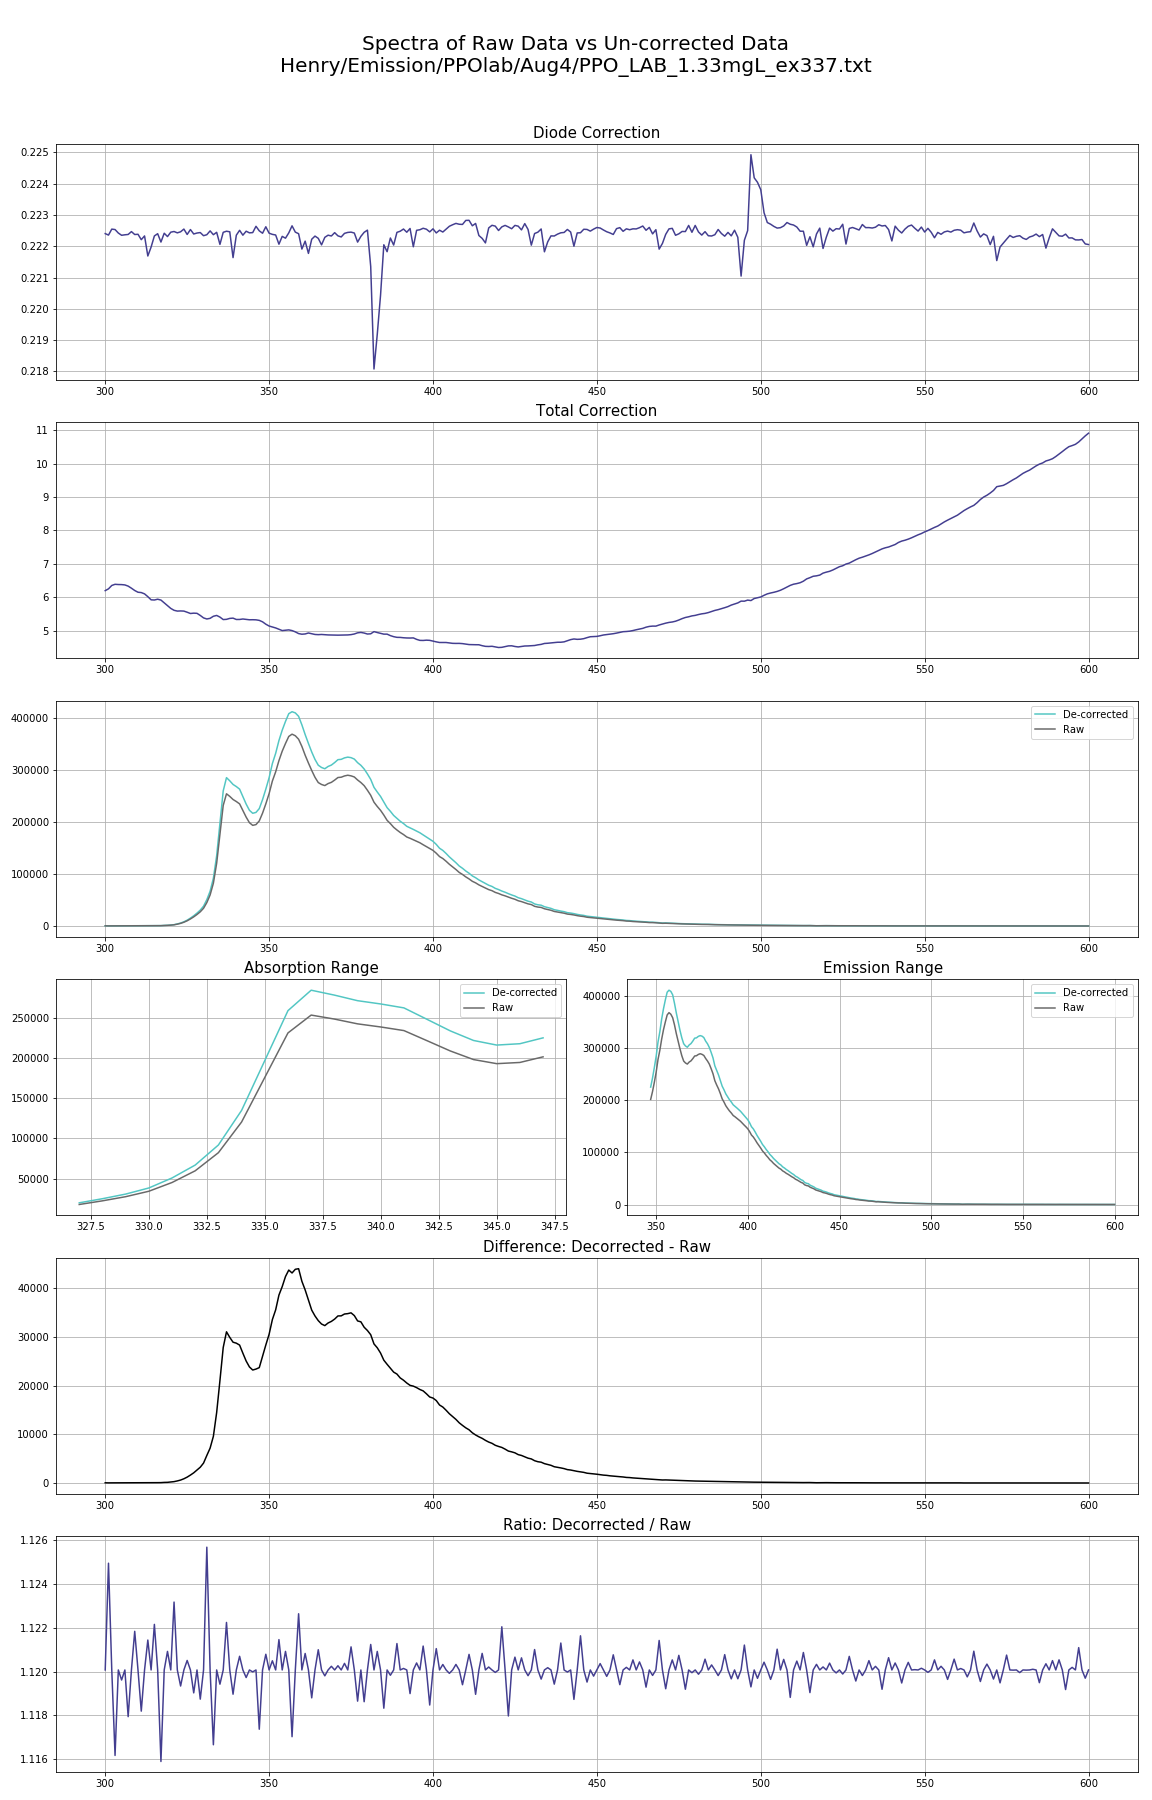 Spectra of Raw Data vs Un-corrected Data
Henry/Emission/PPOlab/Aug4/PPO_LAB_1.33mgL_ex337.txt
Diode Correction
0.225
0.224
0.223
0.222
0.221
0.220
0.219
0.218
300 350 400 450 500 550 600
Total Correction
11
10
9
8
7
6
5
300 350 400 450 500 550 600
De-corrected
Raw
400000
300000
200000
100000
0
300 350 400 450 500 550 600
Absorption Range
De-corrected
Raw
250000
200000
150000
100000
50000
327.5 330.0 332.5 335.0 337.5 340.0 342.5 345.0 347.5
Emission Range
De-corrected
Raw
400000
300000
200000
100000
0
350 400 450 500 550 600
Difference: Decorrected - Raw
40000
30000
20000
10000
0
300 350 400 450 500 550 600
Ratio: Decorrected / Raw
1.126
1.124
1.122
1.120
1.118
1.116
300 350 400 450 500 550 600